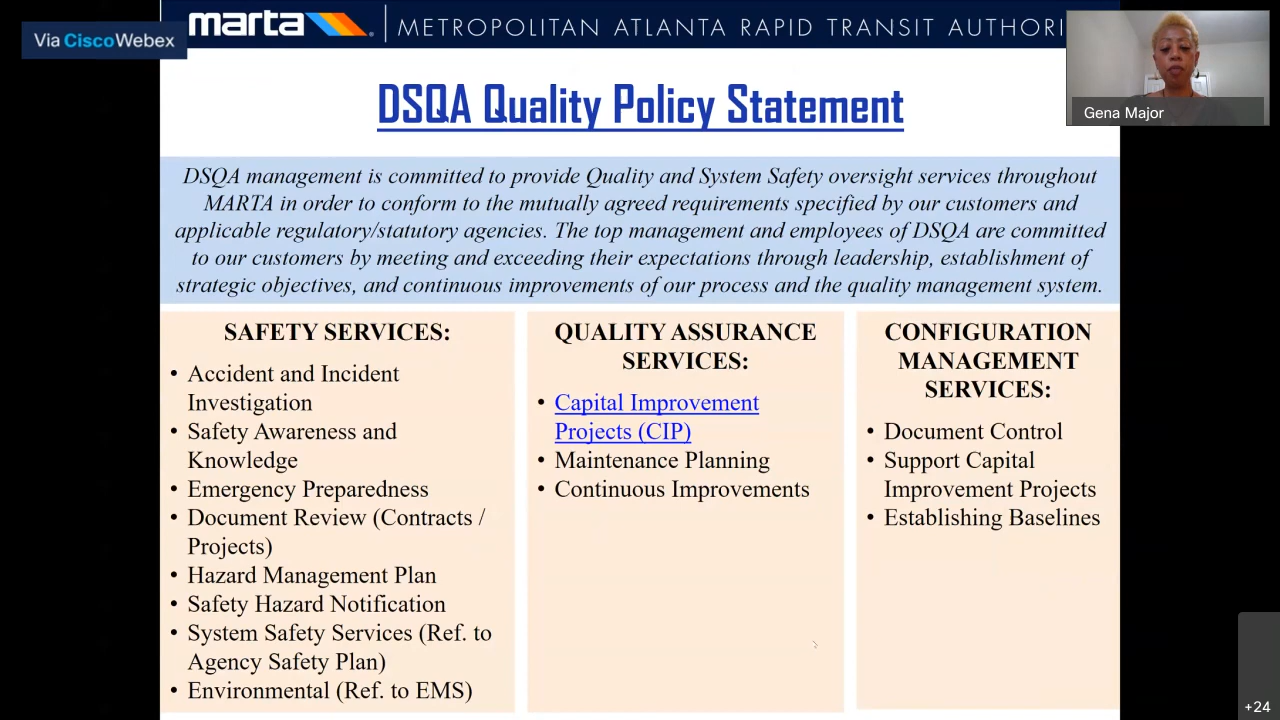 Via Cisco Webex
marta | METROPOLITAN ATLANTA RAPID TRANSIT AUTHORI
Gena Major
DSQA Quality Policy Statement
DSQA management is committed to provide Quality and System Safety oversight services throughout
MARTA in order to conform to the mutually agreed requirements specified by our customers and
applicable regulatory/statutory agencies. The top management and employees of DSQA are committed
to our customers by meeting and exceeding their expectations through leadership, establishment of
strategic objectives, and continuous improvements of our process and the quality management system.
SAFETY SERVICES:
• Accident and Incident
Investigation
• Safety Awareness and
Knowledge
• Emergency Preparedness
• Document Review (Contracts /
Projects)
• Hazard Management Plan
• Safety Hazard Notification
• System Safety Services (Ref. to
Agency Safety Plan)
• Environmental (Ref. to EMS)
QUALITY ASSURANCE
SERVICES:
• Capital Improvement
Projects (CIP)
• Maintenance Planning
• Continuous Improvements
CONFIGURATION
MANAGEMENT
SERVICES:
• Document Control
• Support Capital
Improvement Projects
• Establishing Baselines
+24